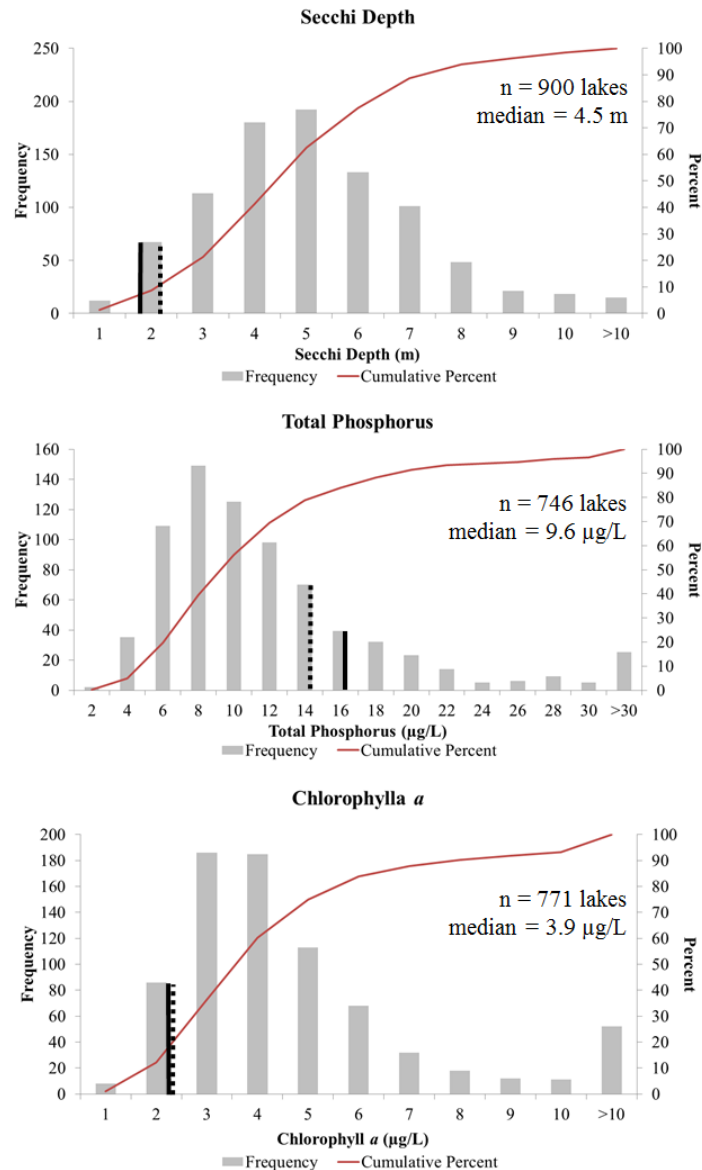 Secchi Depth
250
200
150
100
50
0
100
90
80
70
60
50
40
30
20
10
0
Frequency
Percent
n = 900 lakes
median = 4.5 m
1 2 3 4 5 6 7 8 9 10 >10
Secchi Depth (m)
Frequency Cumulative Percent
Total Phosphorus
160
140
120
100
80
60
40
20
0
100
90
80
70
60
50
40
30
20
10
0
Frequency
Percent
n = 746 lakes
median = 9.6 µg/L
2 4 6 8 10 12 14 16 18 20 22 24 26 28 30 >30
Total Phosphorus (µg/L)
Frequency Cumulative Percent
Chlorophylla a
200
180
160
140
120
100
80
60
40
20
0
100
90
80
70
60
50
40
30
20
10
0
Frequency
Percent
n = 771 lakes
median = 3.9 µg/L
1 2 3 4 5 6 7 8 9 10 >10
Chlorophyll a (µg/L)
Frequency Cumulative Percent